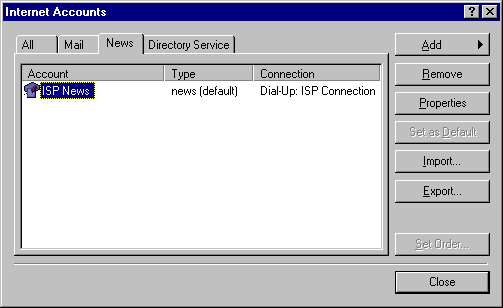 Internet Accounts
All Mail News Directory Service
Account Type Connection
ISP News news (default) Dial-Up: ISP Connection
Add
Remove
Properties
Set as Default
Import...
Export...
Set Order...
Close